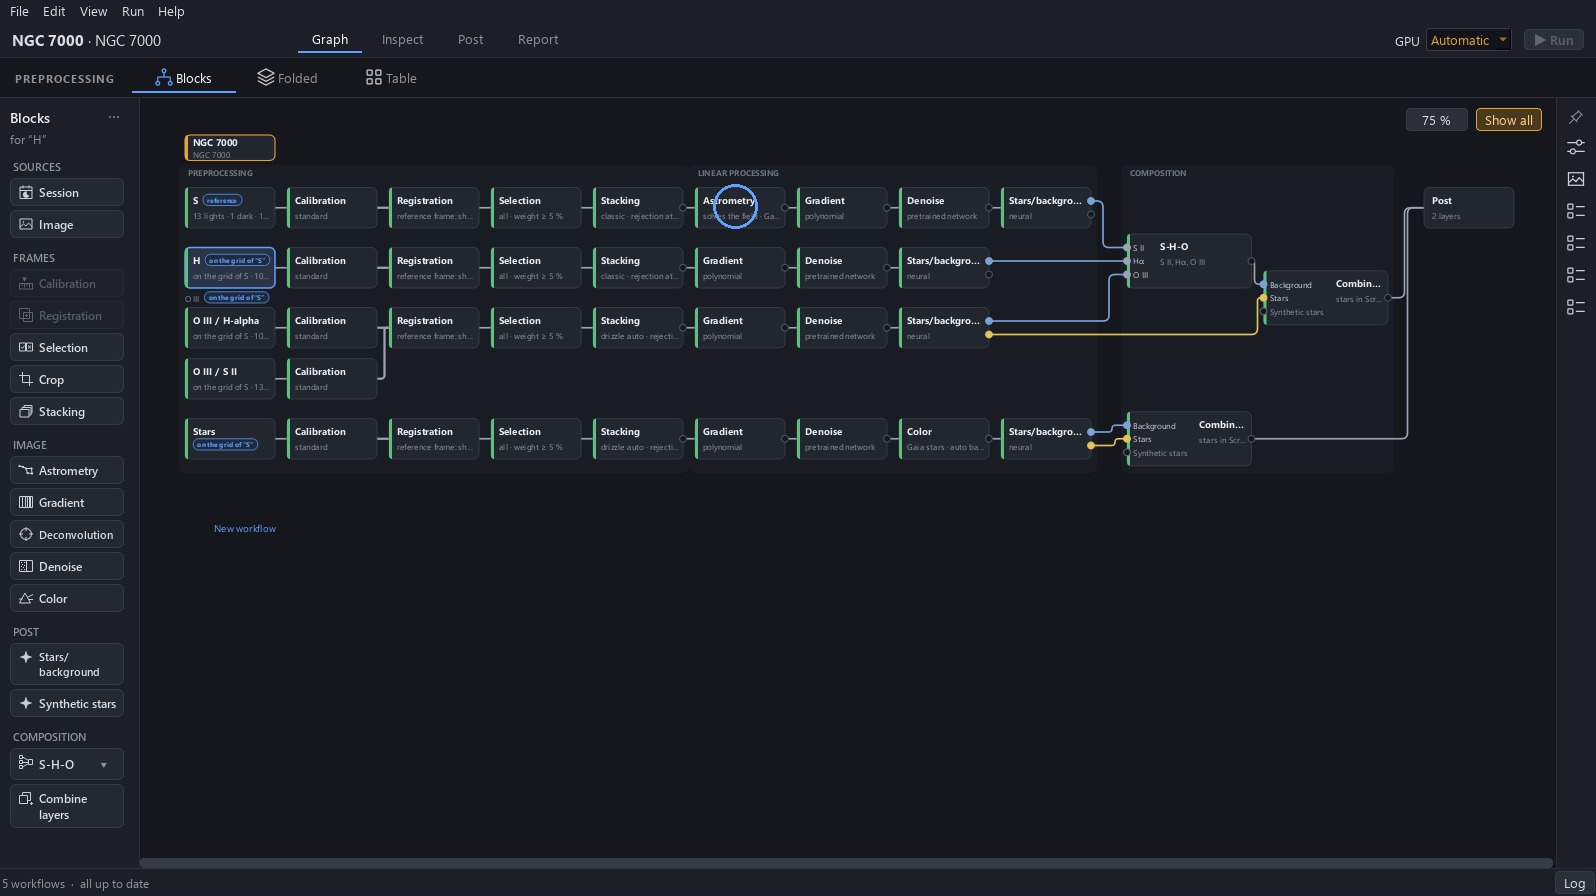 File Edit View Run Help
NGC 7000 · NGC 7000
Graph Inspect Post Report
GPU Automatic Run
PREPROCESSING Blocks Folded Table
Blocks ...
for “H”
SOURCES
Session
Image
FRAMES
Calibration
Registration
Selection
Crop
Stacking
IMAGE
Astrometry
Gradient
Deconvolution
Denoise
Color
POST
Stars/
background
Synthetic stars
COMPOSITION
S-H-O
Combine
layers
75 % Show all
NGC 7000
NGC 7000
PREPROCESSING LINEAR PROCESSING COMPOSITION
S reference
13 lights · 1 dark · 1...
Calibration
standard
Registration
reference frame: sh...
Selection
all · weight ≥ 5 %
Stacking
classic · rejection at...
Astrometry
solves the field · Ga...
Gradient
polynomial
Denoise
pretrained network
Stars/backgro...
neural
H on the grid of "S"
on the grid of S · 10...
Calibration
standard
Registration
reference frame: sh...
Selection
all · weight ≥ 5 %
Stacking
classic · rejection at...
Gradient
polynomial
Denoise
pretrained network
Stars/backgro...
neural
O III on the grid of "S"
O III / H-alpha
on the grid of S · 10...
Calibration
standard
Registration
reference frame: sh...
Selection
all · weight ≥ 5 %
Stacking
drizzle auto · rejecti...
Gradient
polynomial
Denoise
pretrained network
Stars/backgro...
neural
O III / S II
on the grid of S · 13...
Calibration
standard
Stars
on the grid of "S"
Calibration
standard
Registration
reference frame: sh...
Selection
all · weight ≥ 5 %
Stacking
drizzle auto · rejecti...
Gradient
polynomial
Denoise
pretrained network
Color
Gaia stars · auto ba...
Stars/backgro...
neural
S II
Hα
O III
S-H-O
S II, Hα, O III
Background
Stars
Synthetic stars
Combin...
stars in Scr...
Background
Stars
Synthetic stars
Combin...
stars in Scr...
Post
2 layers
New workflow
5 workflows · all up to date
Log